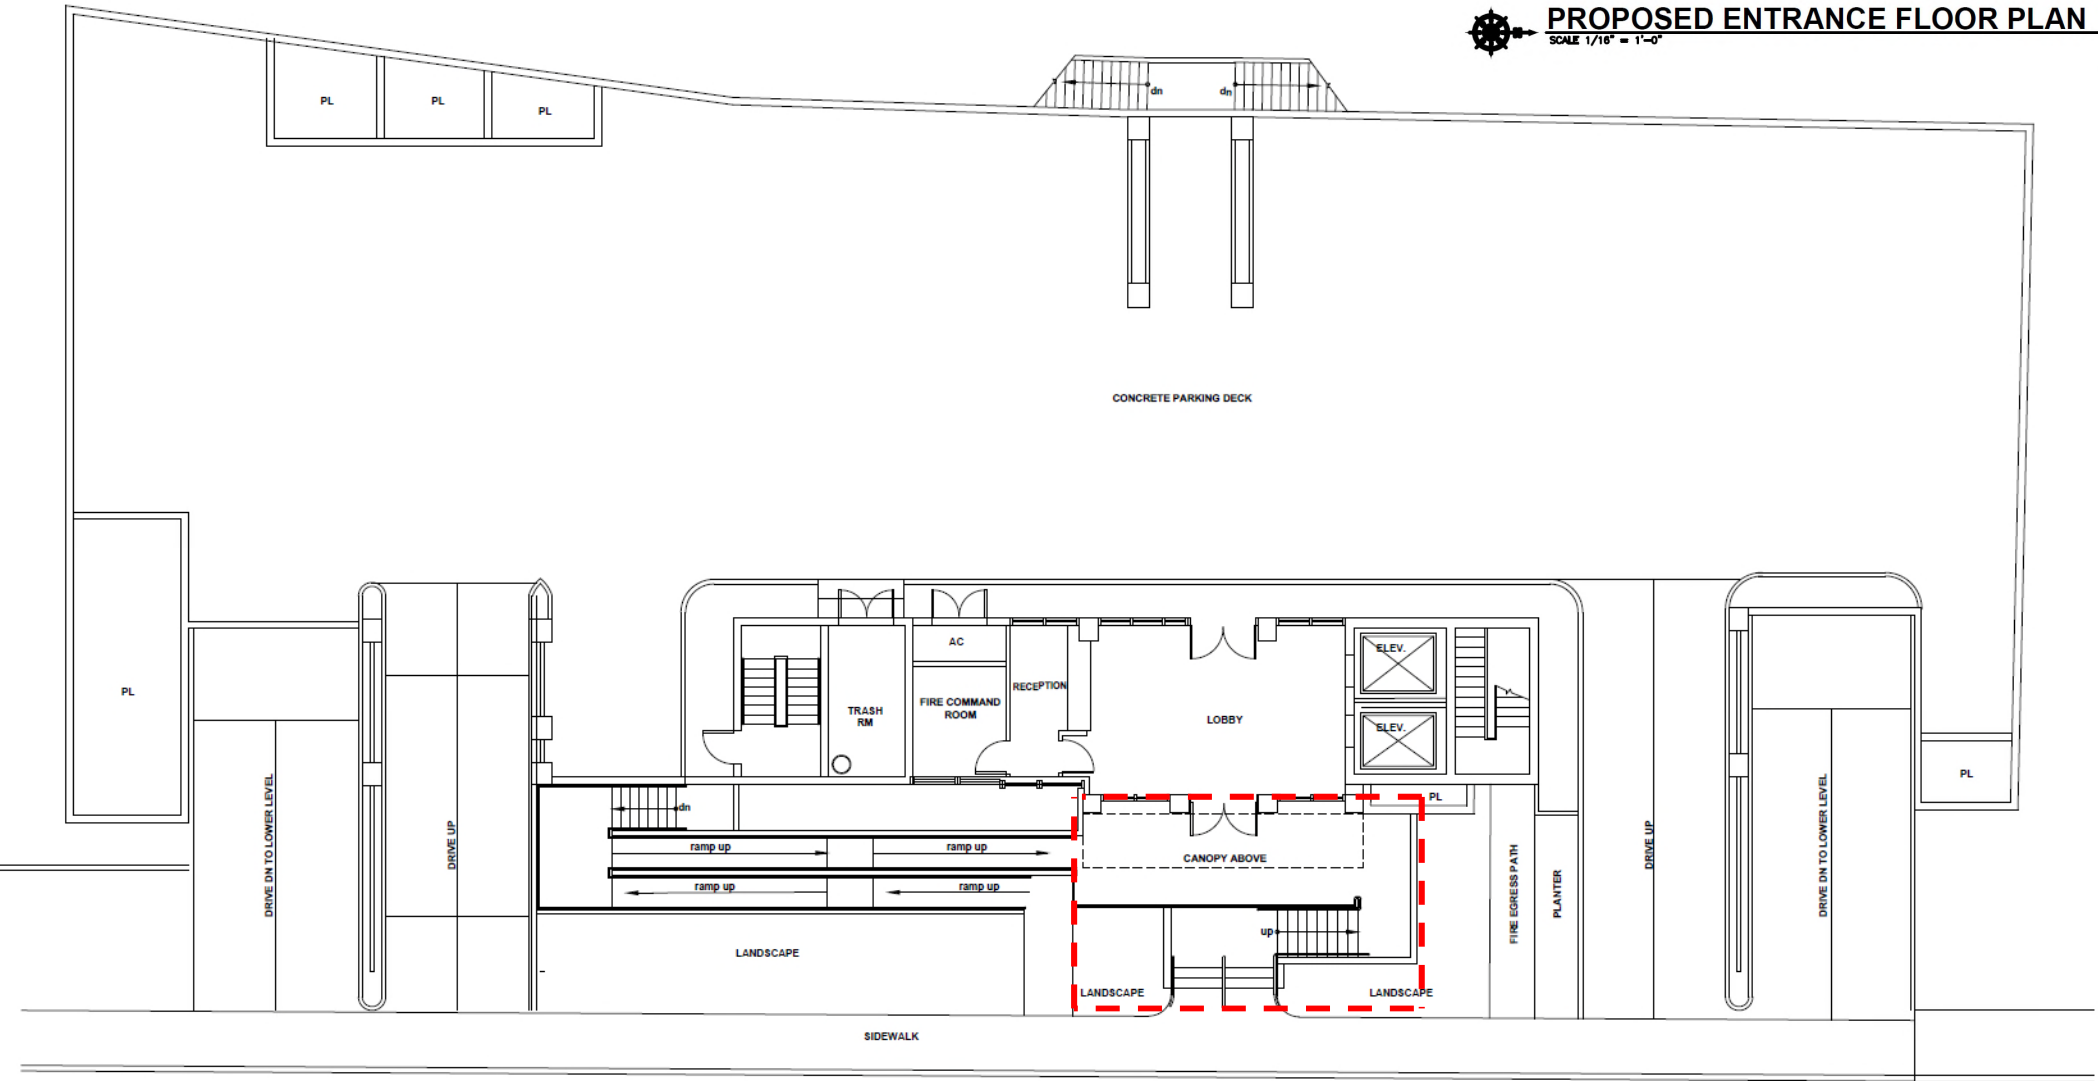 PROPOSED ENTRANCE FLOOR PLAN
SCALE 1/16" = 1'-0"
PL
PL
PL
dn
dn
CONCRETE PARKING DECK
AC
ELEV.
RECEPTION
PL
FIRE COMMAND
ROOM
TRASH
RM
LOBBY
ELEV.
PL
PL
dn
DRIVE DN TO LOWER LEVEL
DRIVE UP
ramp up
ramp up
CANOPY ABOVE
ramp up
ramp up
FIRE EGRESS PATH
PLANTER
DRIVE UP
DRIVE DN TO LOWER LEVEL
up
LANDSCAPE
LANDSCAPE
LANDSCAPE
SIDEWALK